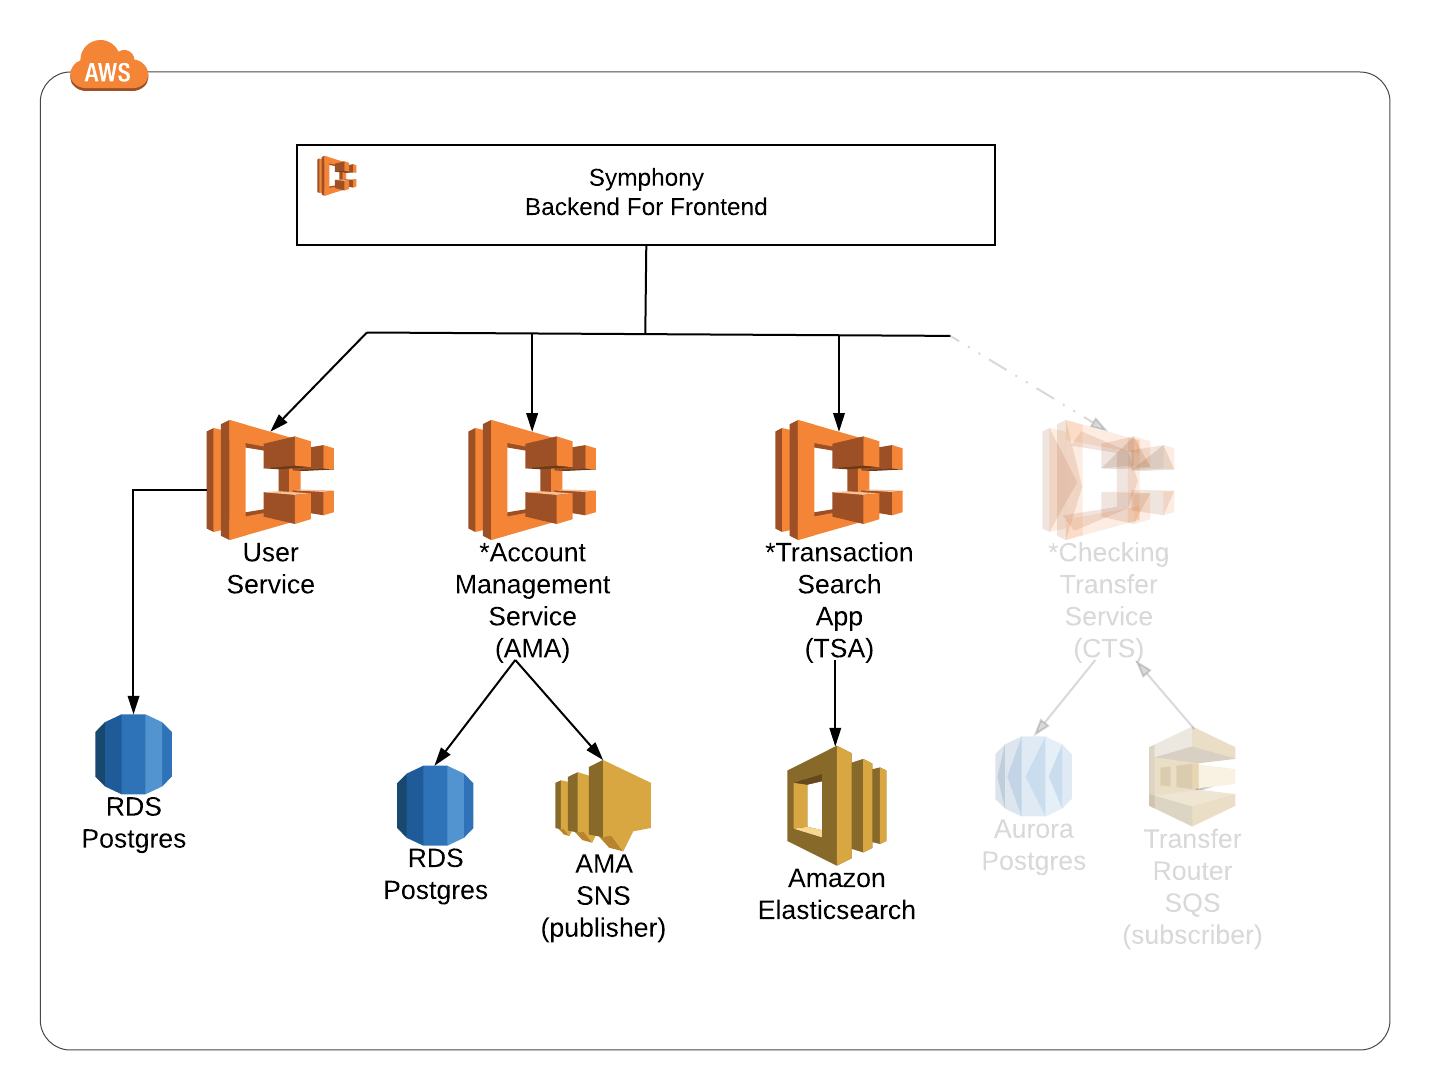 AWS
Symphony
Backend For Frontend
User
Service
*Account
Management
Service
(AMA)
*Transaction
Search
App
(TSA)
*Checking
Transfer
Service
(CTS)
RDS
Postgres
RDS
Postgres
AMA
SNS
(publisher)
Amazon
Elasticsearch
Aurora
Postgres
Transfer
Router
SQS
(subscriber)